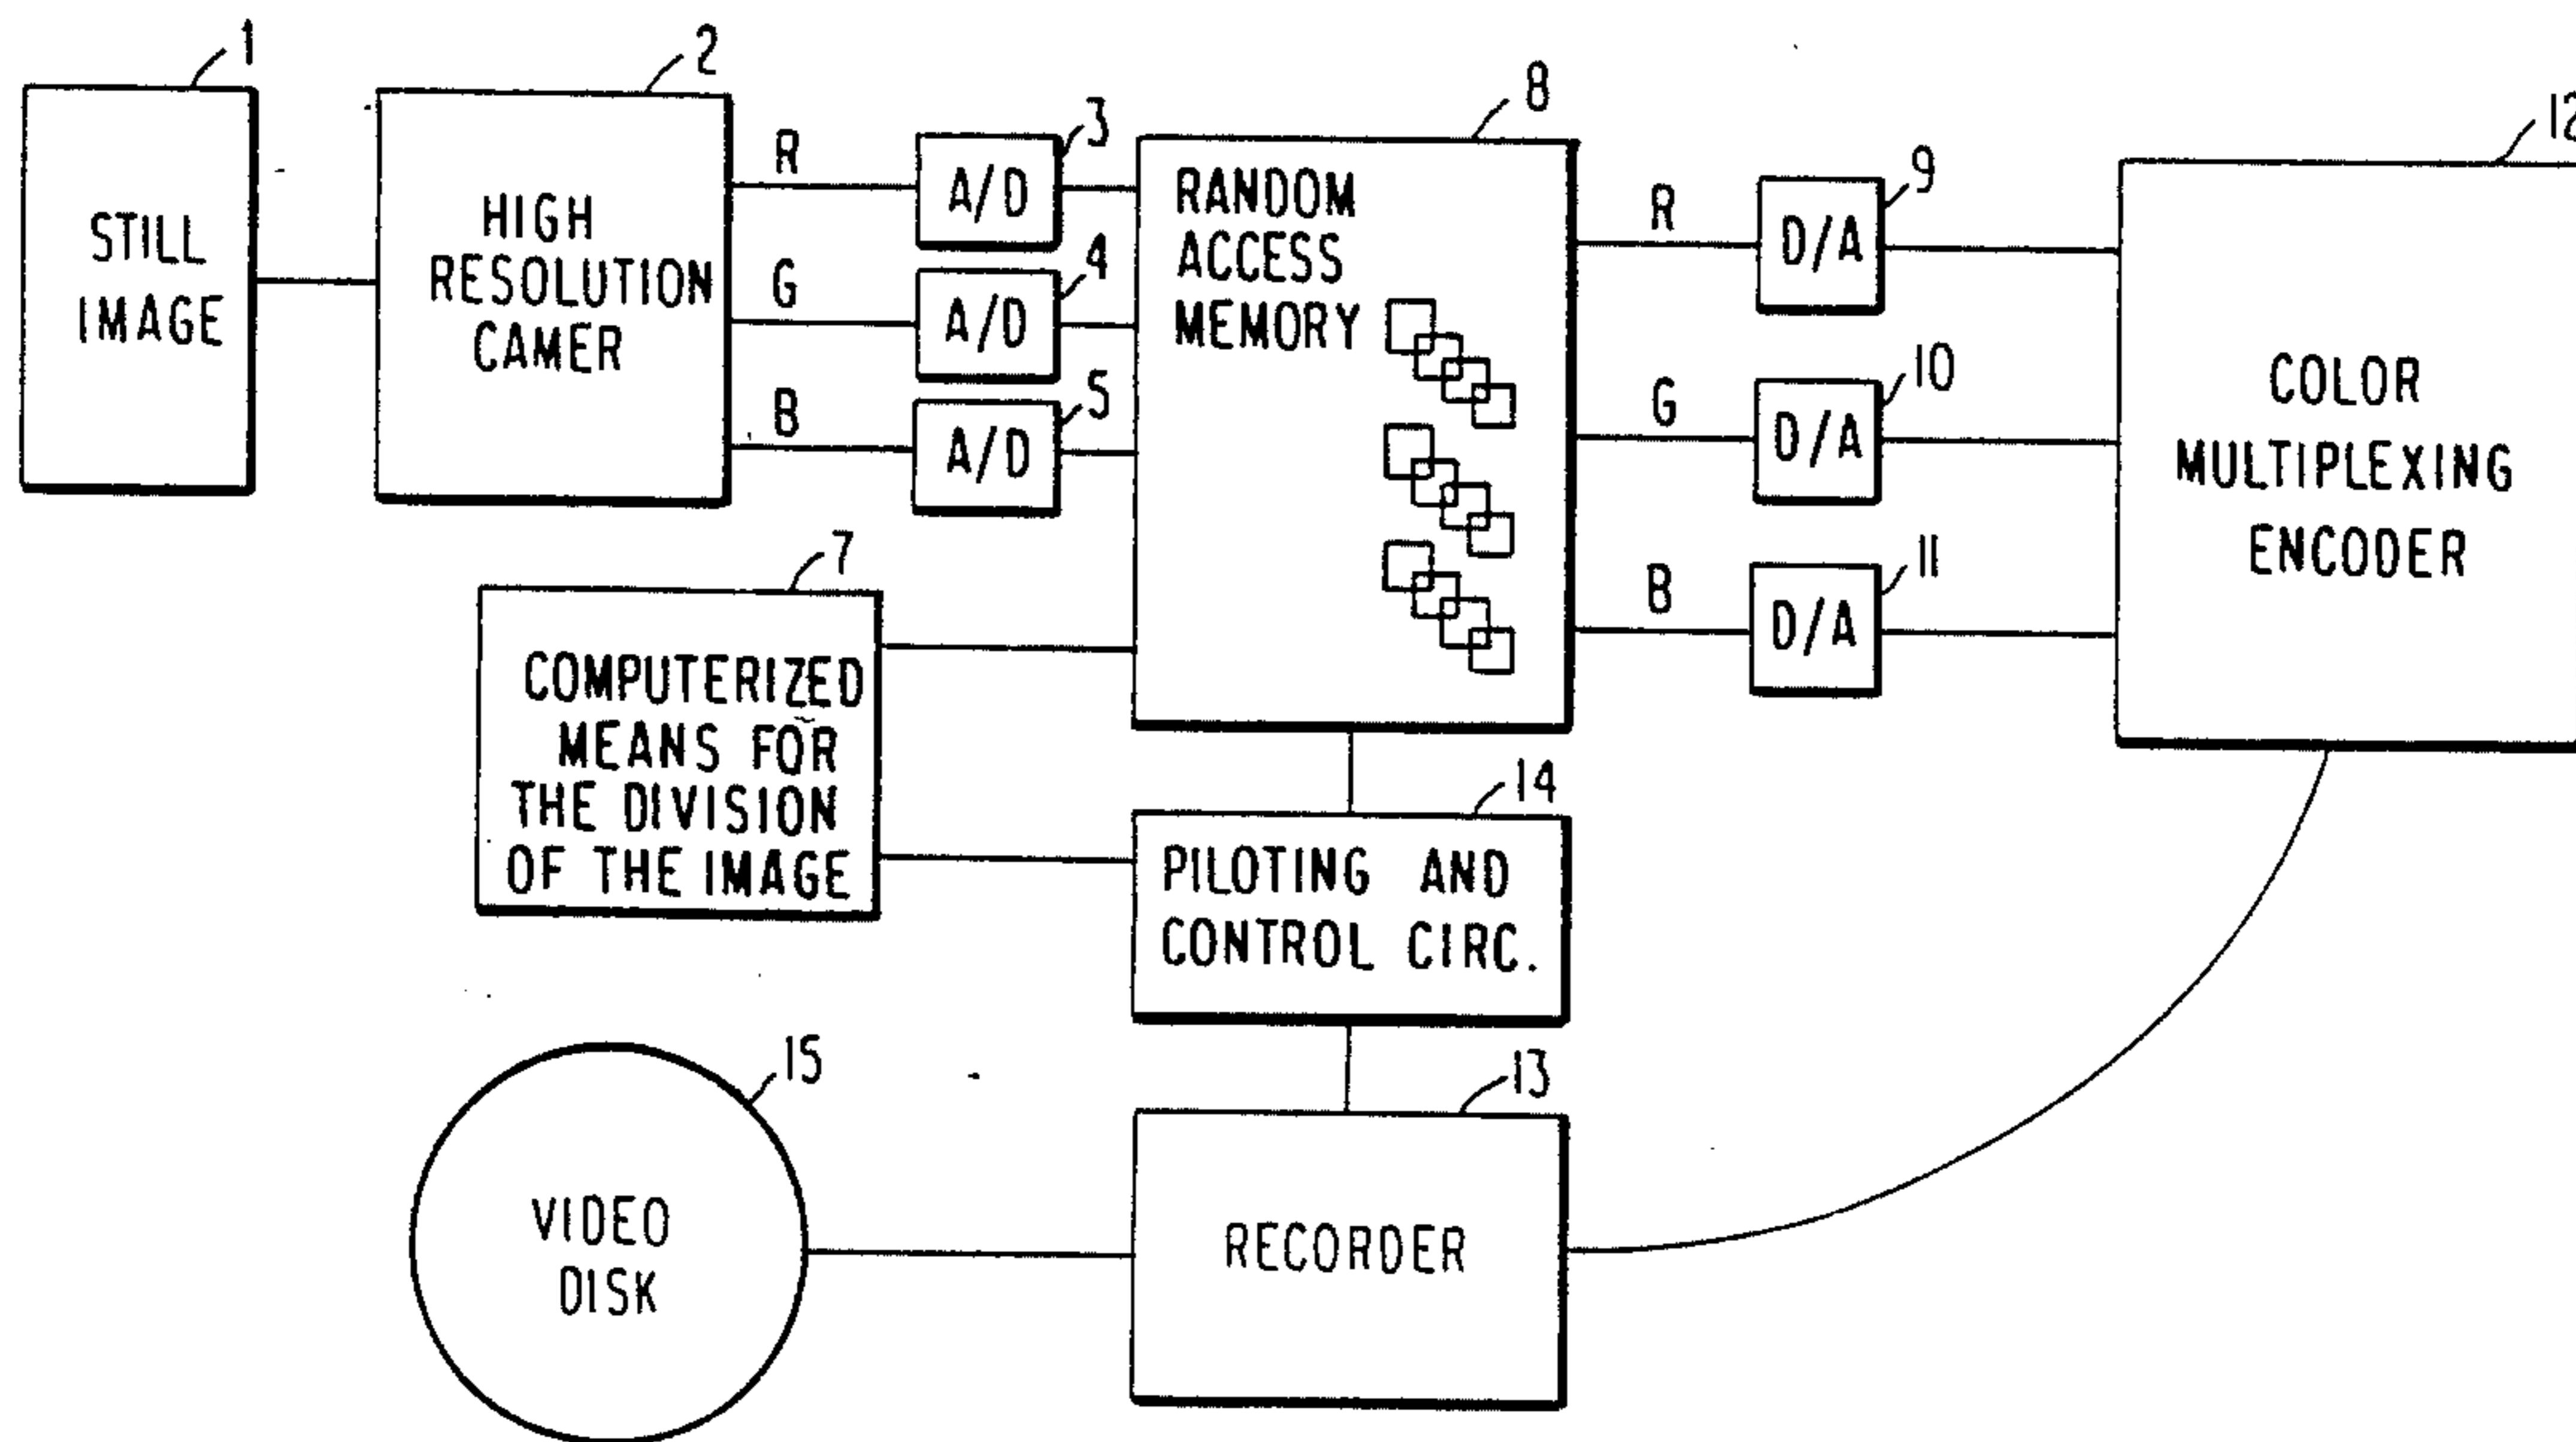 1
STILL
IMAGE
2
HIGH
RESOLUTION
CAMER
R
G
B
3
A/D
4
A/D
5
A/D
8
RANDOM
ACCESS
MEMORY
R
G
B
9
D/A
10
D/A
11
D/A
12
COLOR
MULTIPLEXING
ENCODER
7
COMPUTERIZED
MEANS FOR
THE DIVISION
OF THE IMAGE
14
PILOTING AND
CONTROL CIRC.
15
VIDEO
DISK
13
RECORDER